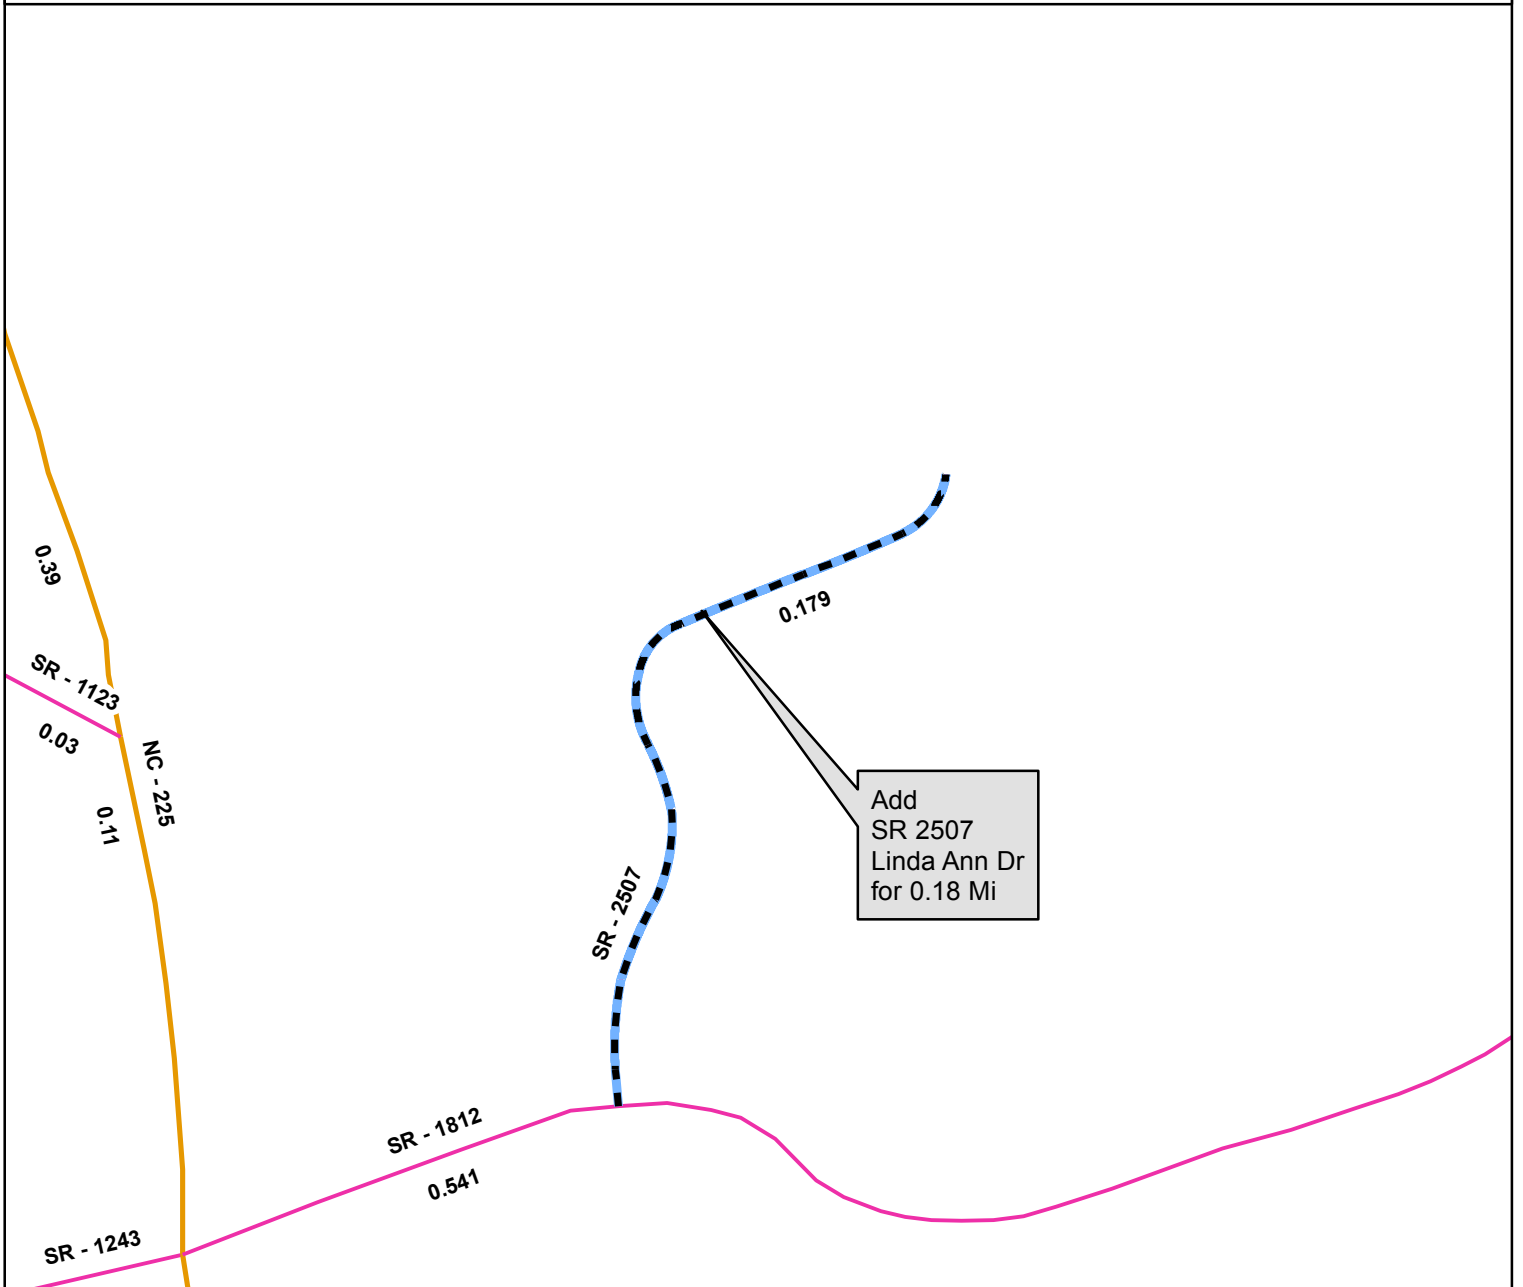 0.39
0.179
SR - 1123
0.03
NC - 225
0.11
Add
SR 2507
Linda Ann Dr
for 0.18 Mi
SR - 2507
SR - 1812
0.541
SR - 1243